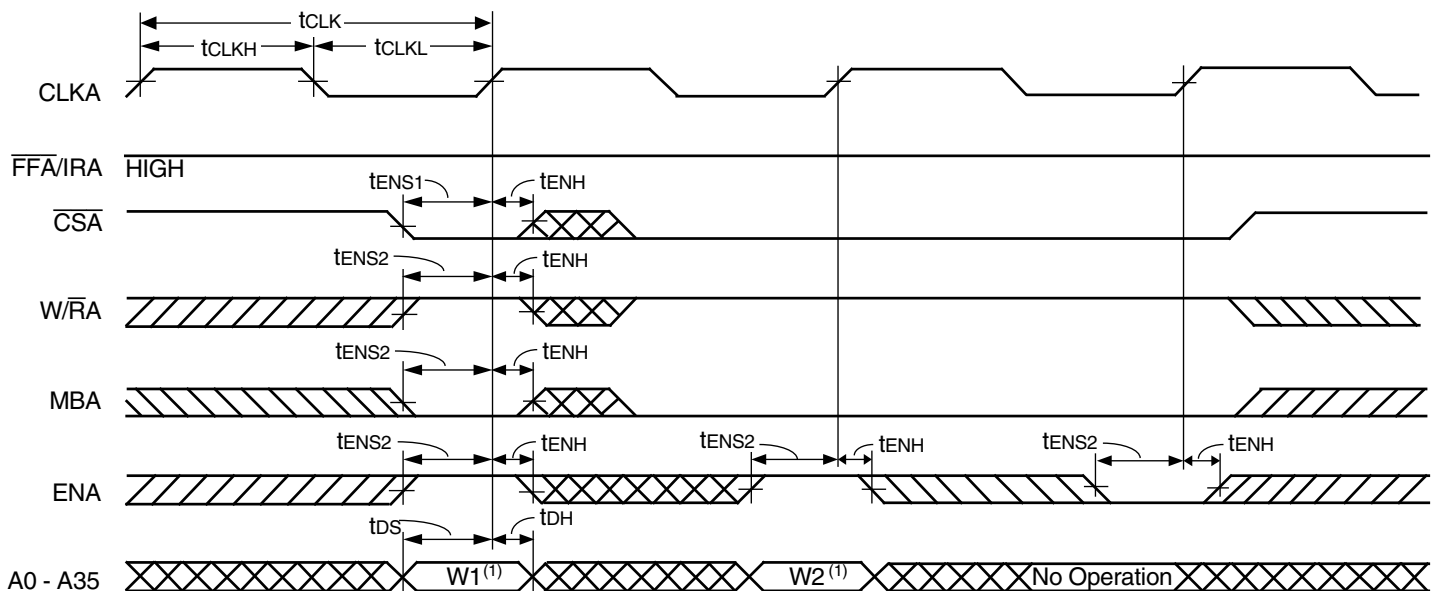 tCLK
tCLKH tCLKL
CLKA
FFA/IRA HIGH
tENS1 tENH
CSA
tENS2 tENH
W/RA
tENS2 tENH
MBA
tENS2 tENH tENS2 tENH tENS2 tENH
ENA
tDS tDH
A0 - A35 W1(1) W2(1) No Operation